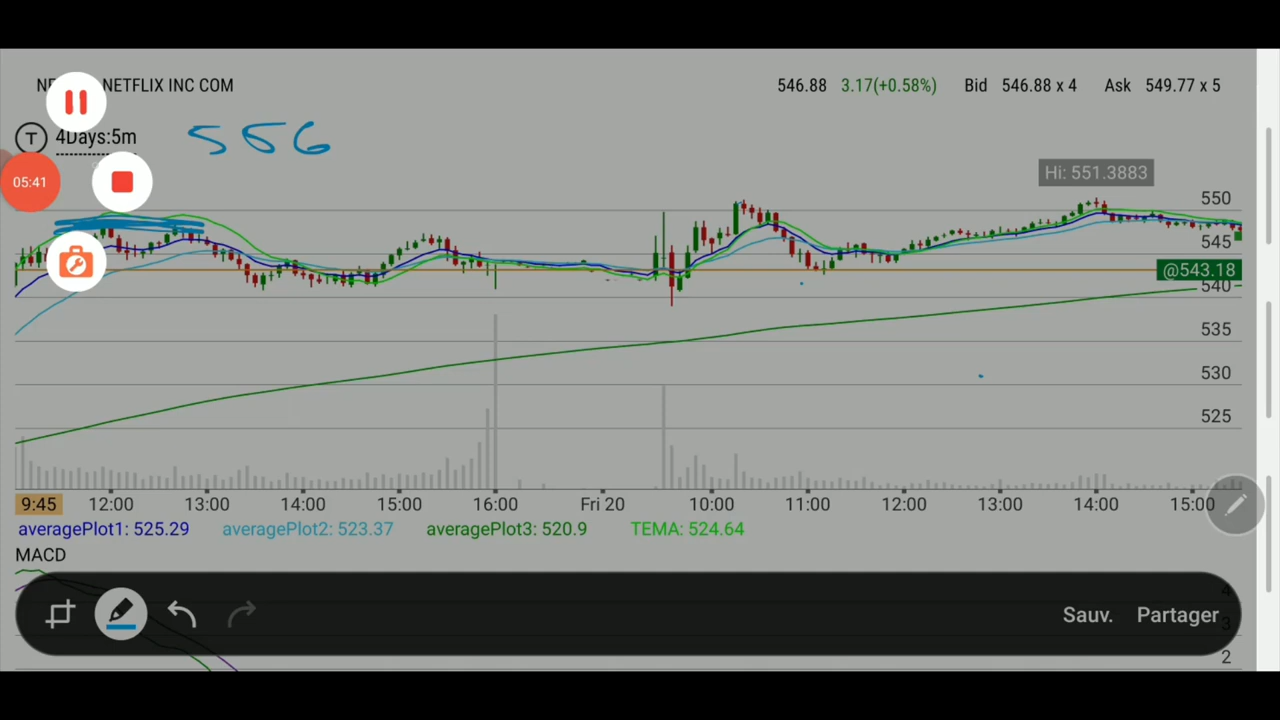 NETFLIX INC COM
546.88 3.17(+0.58%) Bid 546.88 x 4 Ask 549.77 x 5
T 4Days:5m 556
05:41
Hi: 551.3883
550
545
@543.18
540
535
530
525
9:45 12:00 13:00 14:00 15:00 16:00 Fri 20 10:00 11:00 12:00 13:00 14:00 15:00
averagePlot1: 525.29 averagePlot2: 523.37 averagePlot3: 520.9 TEMA: 524.64
MACD
4
Sauv. Partager
3
2